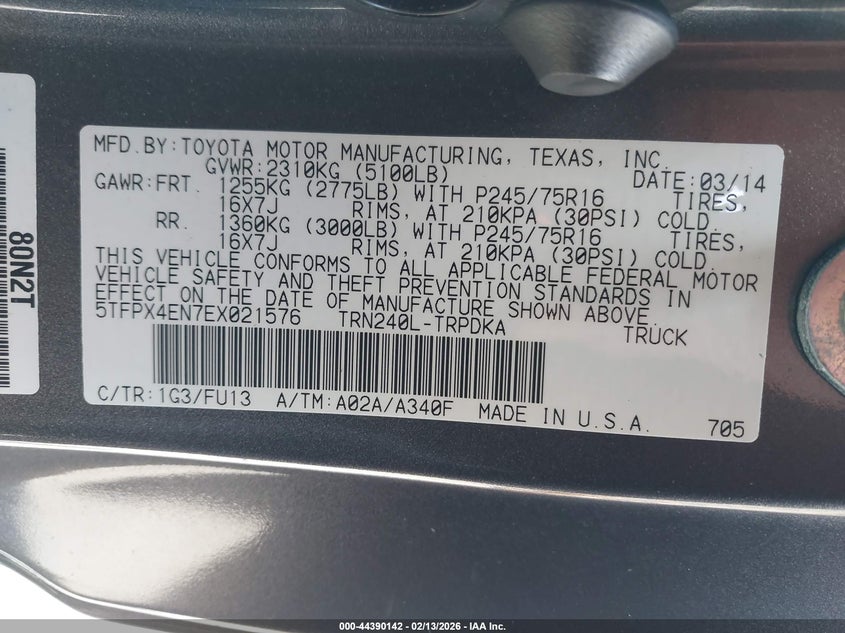 MFD.BY:TOYOTA MOTOR MANUFACTURING, TEXAS, INC.
GVWR:2310KG (5100LB) DATE:03/14
GAWR:FRT. 1255KG (2775LB) WITH P245/75R16 TIRES,
16X7J RIMS, AT 210KPA (30PSI) COLD.
RR. 1360KG (3000LB) WITH P245/75R16 TIRES,
16X7J RIMS, AT 210KPA (30PSI) COLD.
THIS VEHICLE CONFORMS TO ALL APPLICABLE FEDERAL MOTOR
VEHICLE SAFETY AND THEFT PREVENTION STANDARDS IN
EFFECT ON THE DATE OF MANUFACTURE SHOWN ABOVE.
5TFPX4EN7EX021576 TRN240L-TRPDKA TRUCK
C/TR:1G3/FU13 A/TM:A02A/A340F MADE IN U.S.A. 705
80N2T
000-44390142 - 02/13/2026 - IAA Inc.